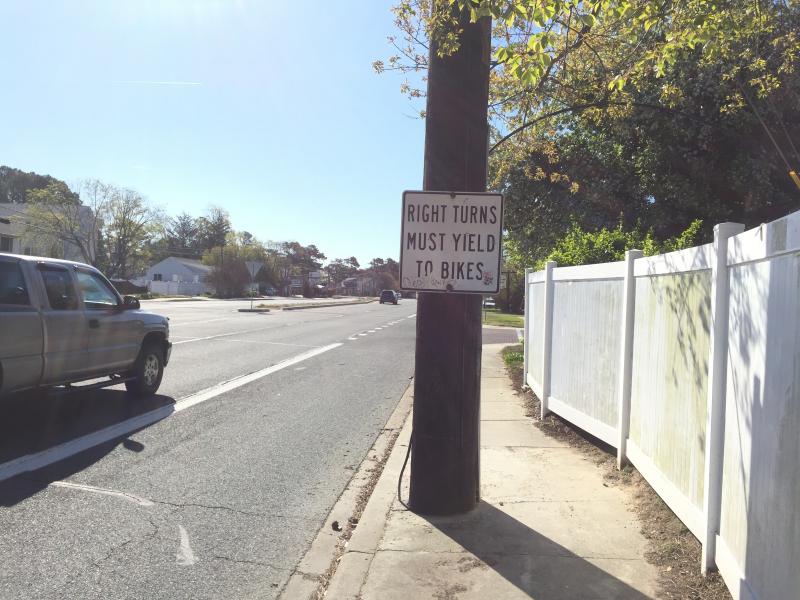 RIGHT TURNS
MUST YIELD
TO BIKES